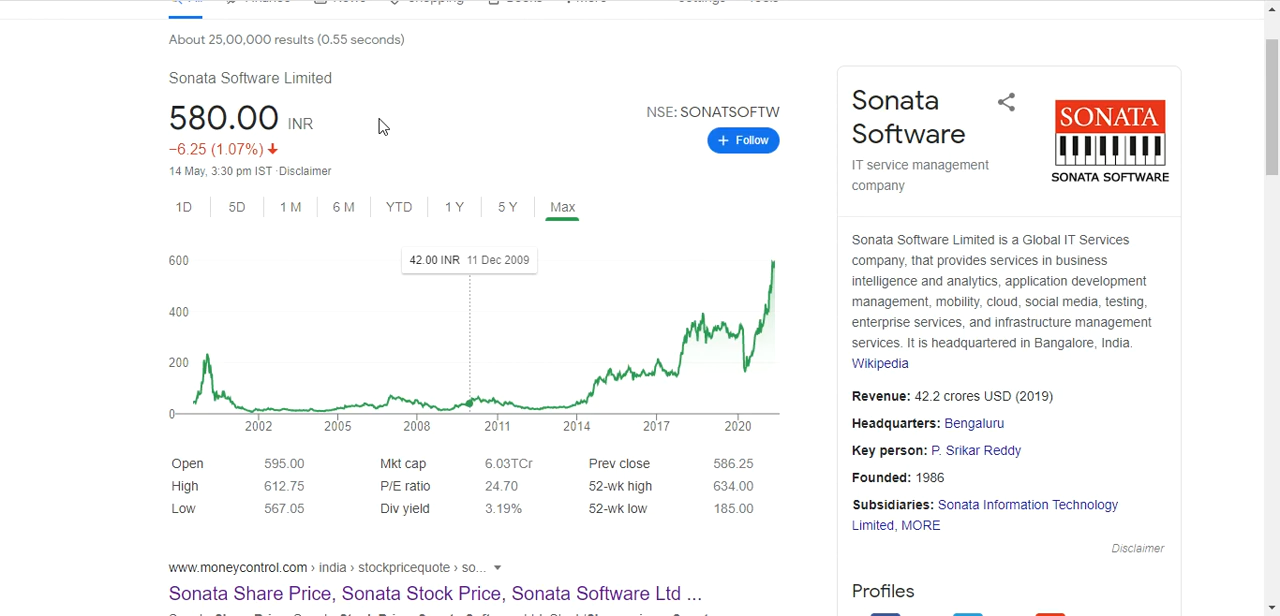 All Finance News Shopping Books More Settings Tools
About 25,00,000 results (0.55 seconds)
Sonata Software Limited
580.00 INR
−6.25 (1.07%)
14 May, 3:30 pm IST · Disclaimer
NSE: SONATSOFTW
+ Follow
1D 5D 1 M 6 M YTD 1 Y 5 Y Max
42.00 INR 11 Dec 2009
600
400
200
0
2002 2005 2008 2011 2014 2017 2020
Open 595.00 Mkt cap 6.03TCr Prev close 586.25
High 612.75 P/E ratio 24.70 52-wk high 634.00
Low 567.05 Div yield 3.19% 52-wk low 185.00
www.moneycontrol.com › india › stockpricequote › so...
Sonata Share Price, Sonata Stock Price, Sonata Software Ltd ...
Sonata
Software
IT service management
company
SONATA
SONATA SOFTWARE
Sonata Software Limited is a Global IT Services
company, that provides services in business
intelligence and analytics, application development
management, mobility, cloud, social media, testing,
enterprise services, and infrastructure management
services. It is headquartered in Bangalore, India.
Wikipedia
Revenue: 42.2 crores USD (2019)
Headquarters: Bengaluru
Key person: P. Srikar Reddy
Founded: 1986
Subsidiaries: Sonata Information Technology
Limited, MORE
Disclaimer
Profiles